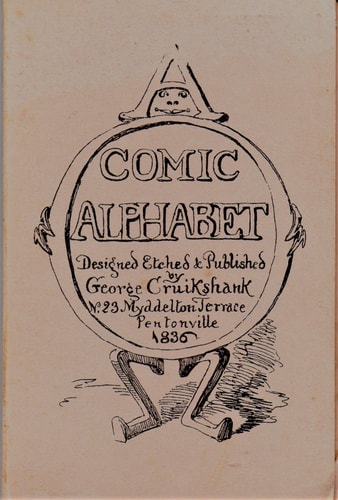 COMIC
ALPHABET
Designed Etched & Published
by
George Cruikshank
No. 23 Myddelton Terrace
Pentonville
1836